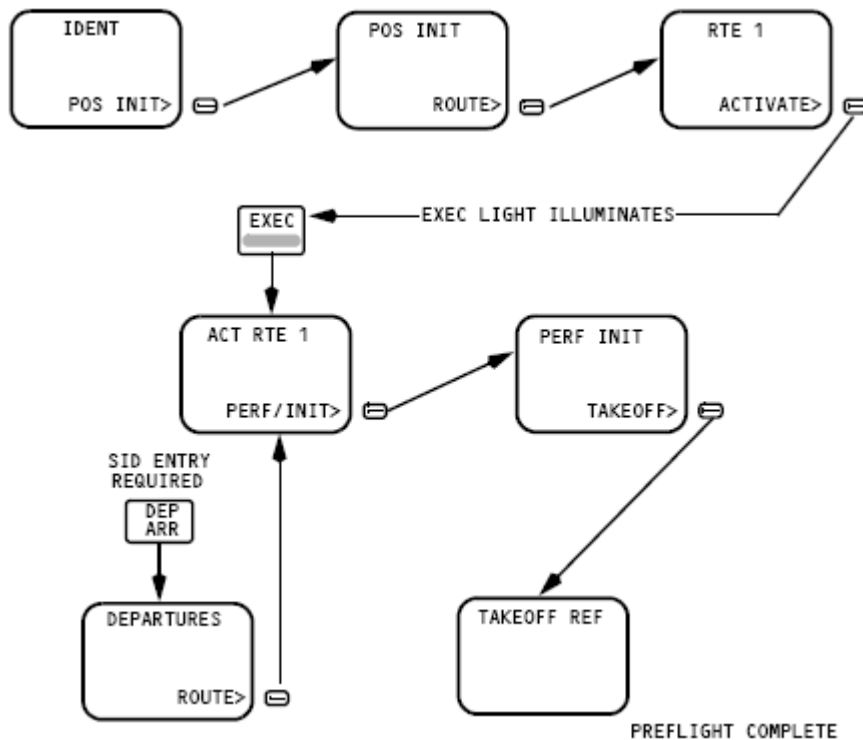 IDENT
POS INIT>
POS INIT
ROUTE>
RTE 1
ACTIVATE>
EXEC
EXEC LIGHT ILLUMINATES
ACT RTE 1
PERF/INIT>
PERF INIT
TAKEOFF>
SID ENTRY
REQUIRED
DEP
ARR
DEPARTURES
ROUTE>
TAKEOFF REF
PREFLIGHT COMPLETE